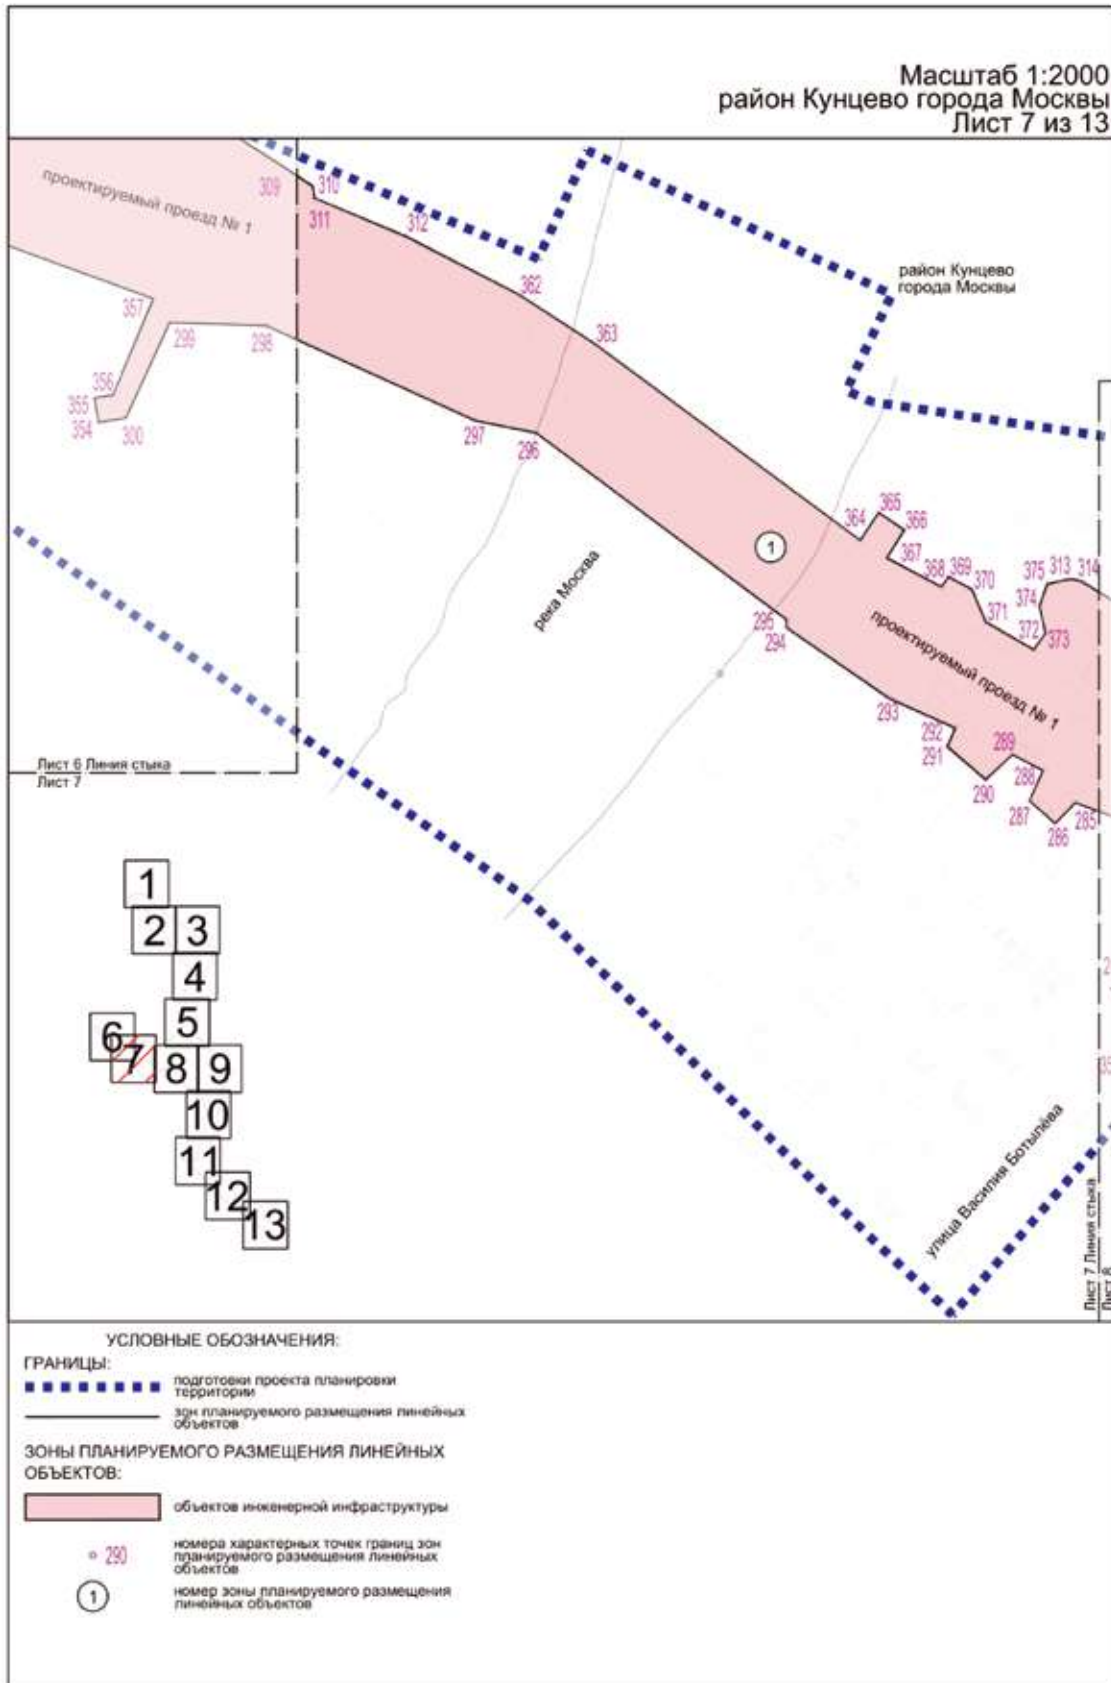 Масштаб 1:2000
район Кунцево города Москвы
Лист 7 из 13
проектируемый проезд № 1
309
310
311
312
362
363
район Кунцево
города Москвы
357
299
298
356
355
354
300
297
296
364
365
366
367
368
369
370
371
372
373
374
375
313
314
1
река Москва
295
294
проектируемый проезд № 1
293
292
291
290
289
288
287
286
285
Лист 6 Линия стыка
Лист 7
1
2
3
4
5
6
7
8
9
10
11
12
13
улица Василия Ботылёва
Лист 7 Линия стыка
Лист 8
УСЛОВНЫЕ ОБОЗНАЧЕНИЯ:
ГРАНИЦЫ:
подготовки проекта планировки
территории
зон планируемого размещения линейных
объектов
ЗОНЫ ПЛАНИРУЕМОГО РАЗМЕЩЕНИЯ ЛИНЕЙНЫХ
ОБЪЕКТОВ:
объектов инженерной инфраструктуры
290
номера характерных точек границ зон
планируемого размещения линейных
объектов
1
номер зоны планируемого размещения
линейных объектов